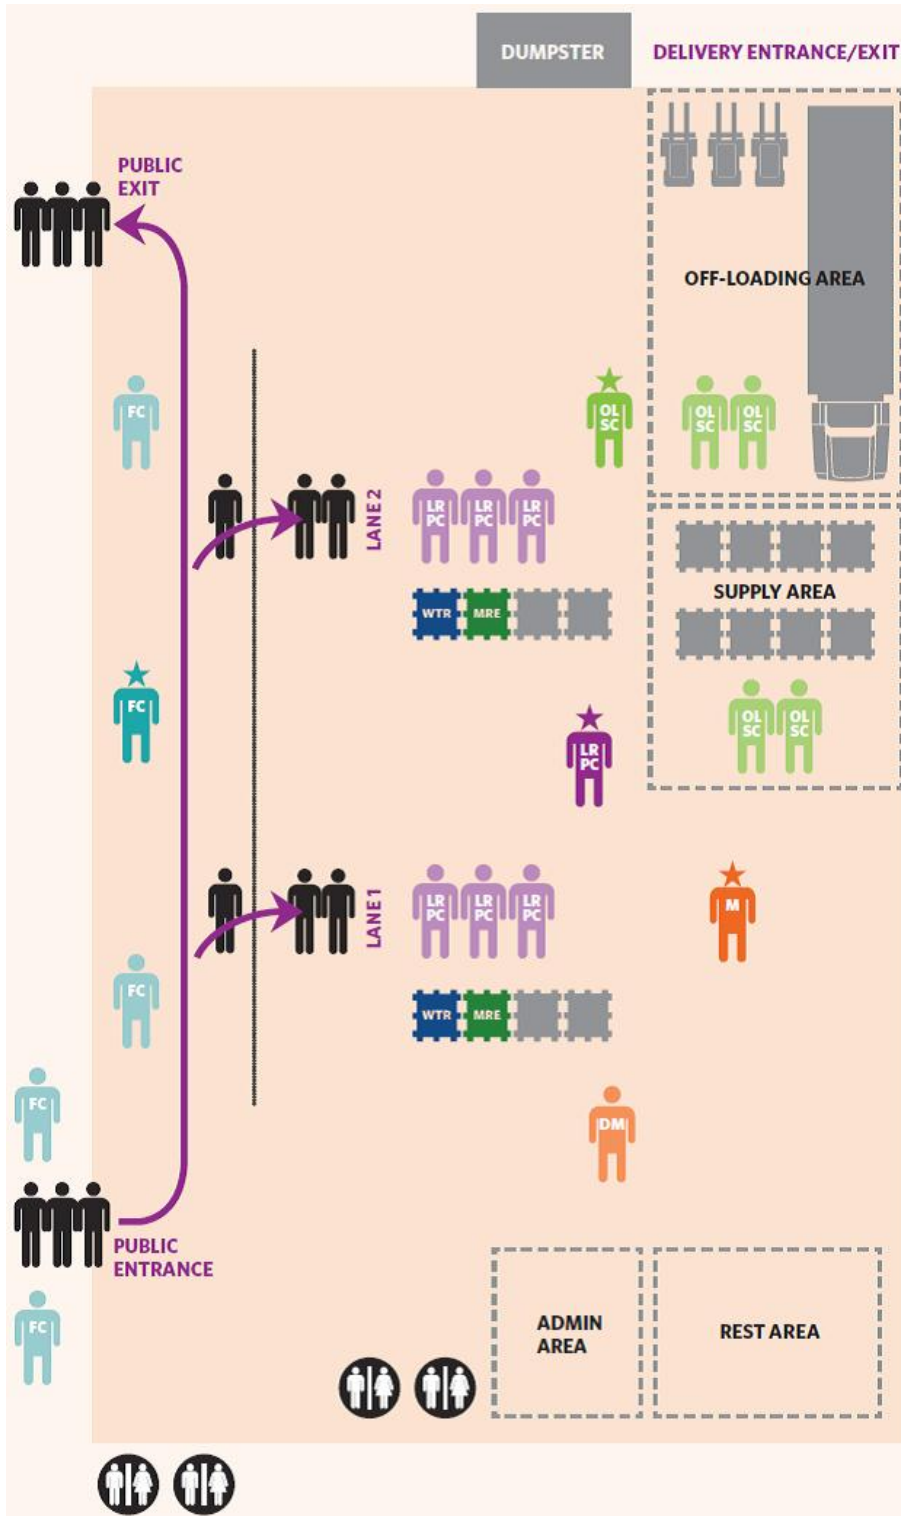 DUMPSTER
DELIVERY ENTRANCE/EXIT
PUBLIC
EXIT
OFF-LOADING AREA
FC
OL
SC
OL
SC
OL
SC
LANE 2
LR
PC
LR
PC
LR
PC
SUPPLY AREA
WTR
MRE
FC
OL
SC
OL
SC
LR
PC
LANE 1
LR
PC
LR
PC
LR
PC
M
FC
WTR
MRE
FC
DM
PUBLIC
ENTRANCE
FC
ADMIN
AREA
REST AREA